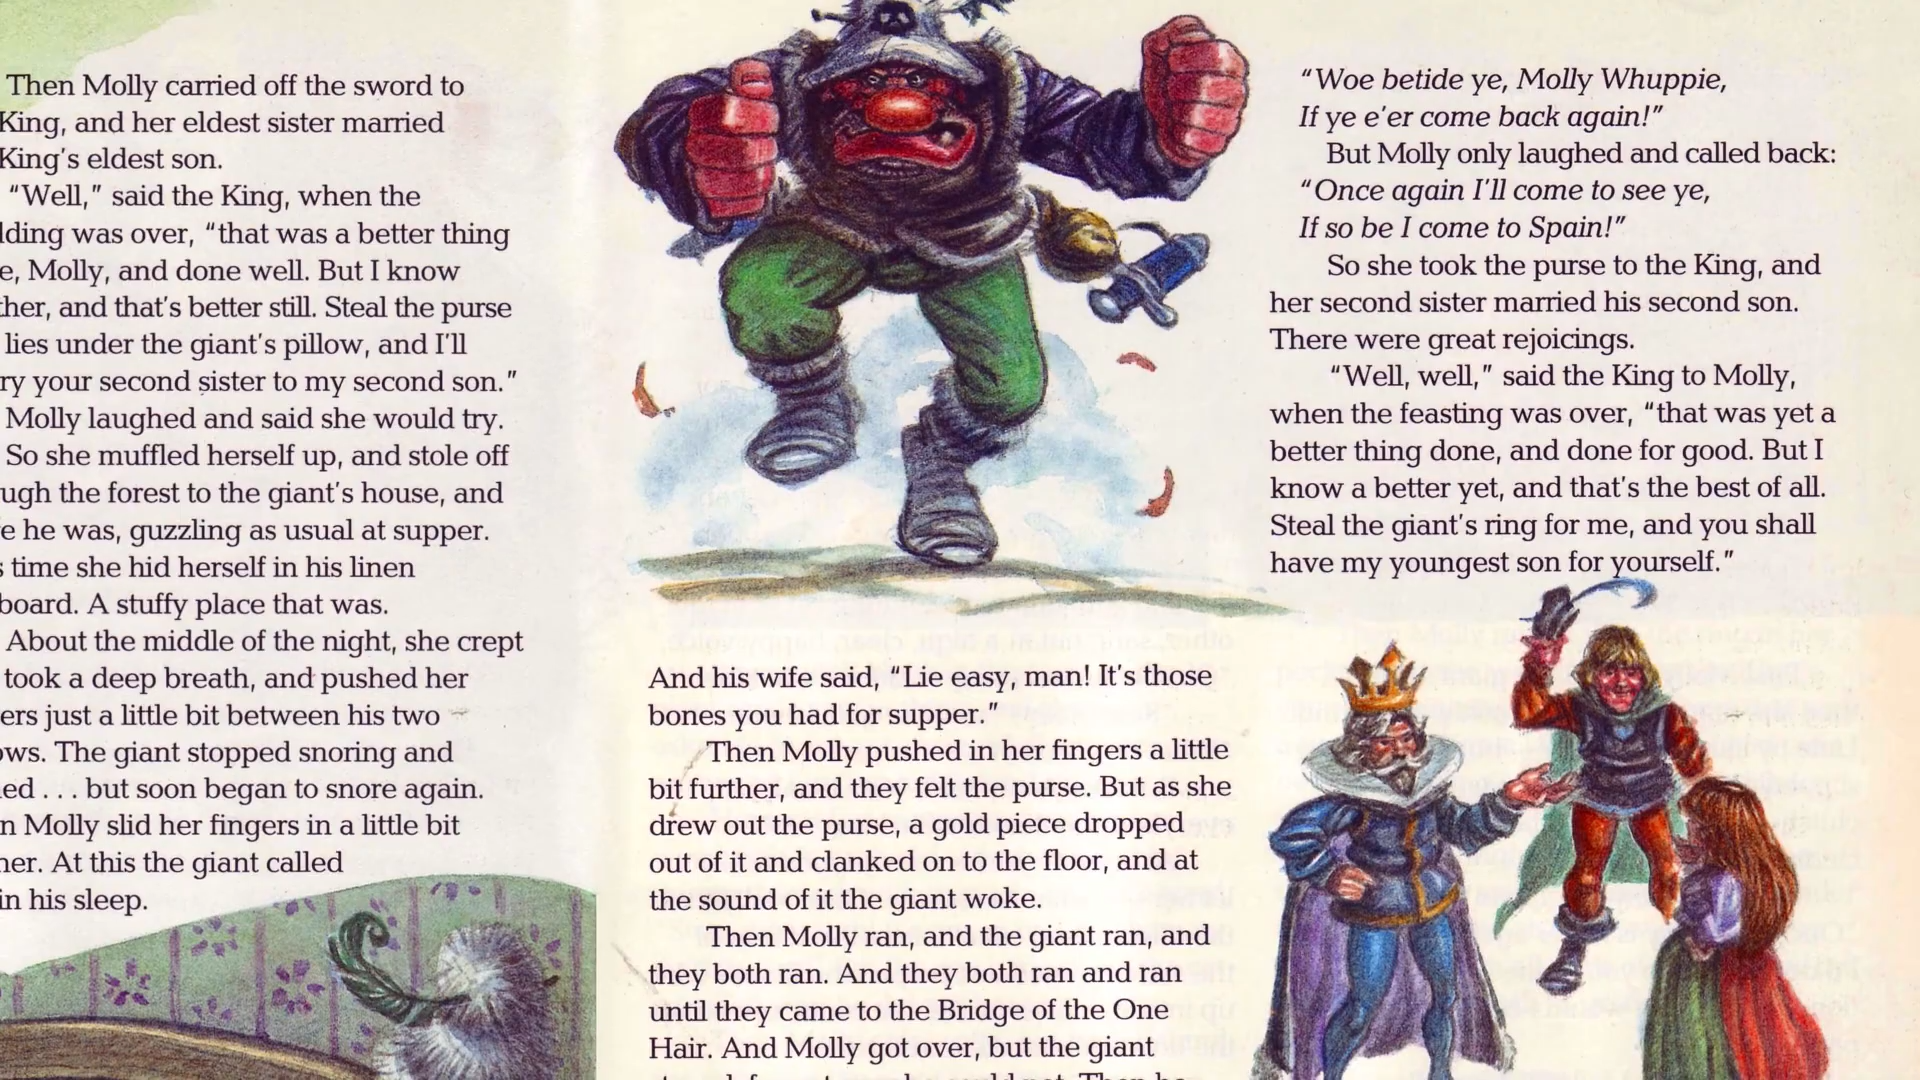 Then Molly carried off the sword to
King, and her eldest sister married
King's eldest son.
"Well," said the King, when the
lding was over, "that was a better thing
e, Molly, and done well. But I know
ther, and that's better still. Steal the purse
lies under the giant's pillow, and I'll
ry your second sister to my second son."
Molly laughed and said she would try.
So she muffled herself up, and stole off
ugh the forest to the giant's house, and
e he was, guzzling as usual at supper.
s time she hid herself in his linen
board. A stuffy place that was.
About the middle of the night, she crept
took a deep breath, and pushed her
ers just a little bit between his two
ows. The giant stopped snoring and
ed . . . but soon began to snore again.
n Molly slid her fingers in a little bit
her. At this the giant called
in his sleep.
And his wife said, "Lie easy, man! It's those
bones you had for supper."
Then Molly pushed in her fingers a little
bit further, and they felt the purse. But as she
drew out the purse, a gold piece dropped
out of it and clanked on to the floor, and at
the sound of it the giant woke.
Then Molly ran, and the giant ran, and
they both ran. And they both ran and ran
until they came to the Bridge of the One
Hair. And Molly got over, but the giant
"Woe betide ye, Molly Whuppie,
If ye e'er come back again!"
But Molly only laughed and called back:
"Once again I'll come to see ye,
If so be I come to Spain!"
So she took the purse to the King, and
her second sister married his second son.
There were great rejoicings.
"Well, well," said the King to Molly,
when the feasting was over, "that was yet a
better thing done, and done for good. But I
know a better yet, and that's the best of all.
Steal the giant's ring for me, and you shall
have my youngest son for yourself."